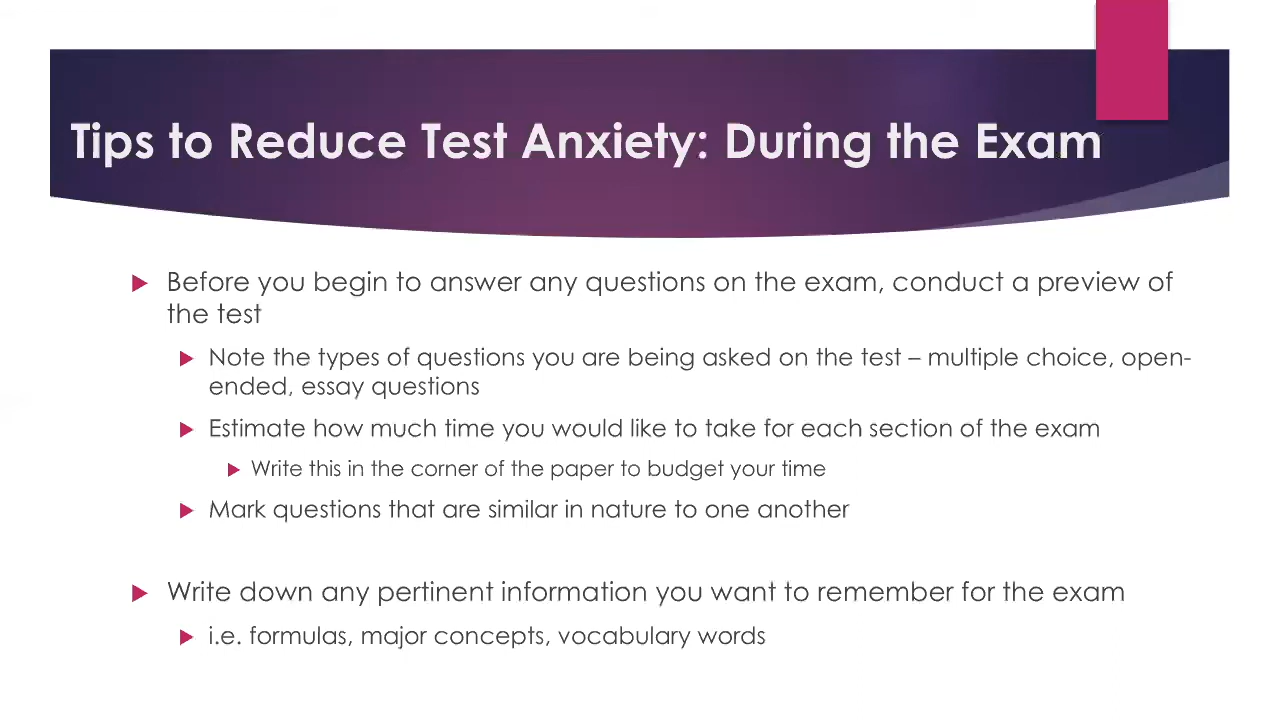 Tips to Reduce Test Anxiety: During the Exam
Before you begin to answer any questions on the exam, conduct a preview of
the test
Note the types of questions you are being asked on the test – multiple choice, open-
ended, essay questions
Estimate how much time you would like to take for each section of the exam
Write this in the corner of the paper to budget your time
Mark questions that are similar in nature to one another
Write down any pertinent information you want to remember for the exam
i.e. formulas, major concepts, vocabulary words